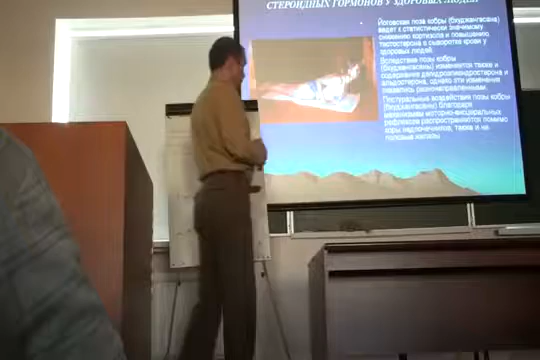 СТЕРОИДНЫХ ГОРМОНОВ У ЗДОРОВЫХ ЛЮДЕЙ
Йоговская поза кобры (бхуджангасана)
ведет к статистически значимому
снижению кортизола и повышению
тестостерона в сыворотке крови у
здоровых людей.
Вследствие позы кобры
(бхуджангасаны) изменяется также и
содержания дегидроэпиандростерона и
альдостерона, однако эти изменения
оказались разнонаправленными.
Постуральные воздействия позы кобры
(бхуджангасаны) благодаря
механизмам моторно-висцеральных
рефлексов распространяются помимо
коры надпочечников, также и на
половые железы